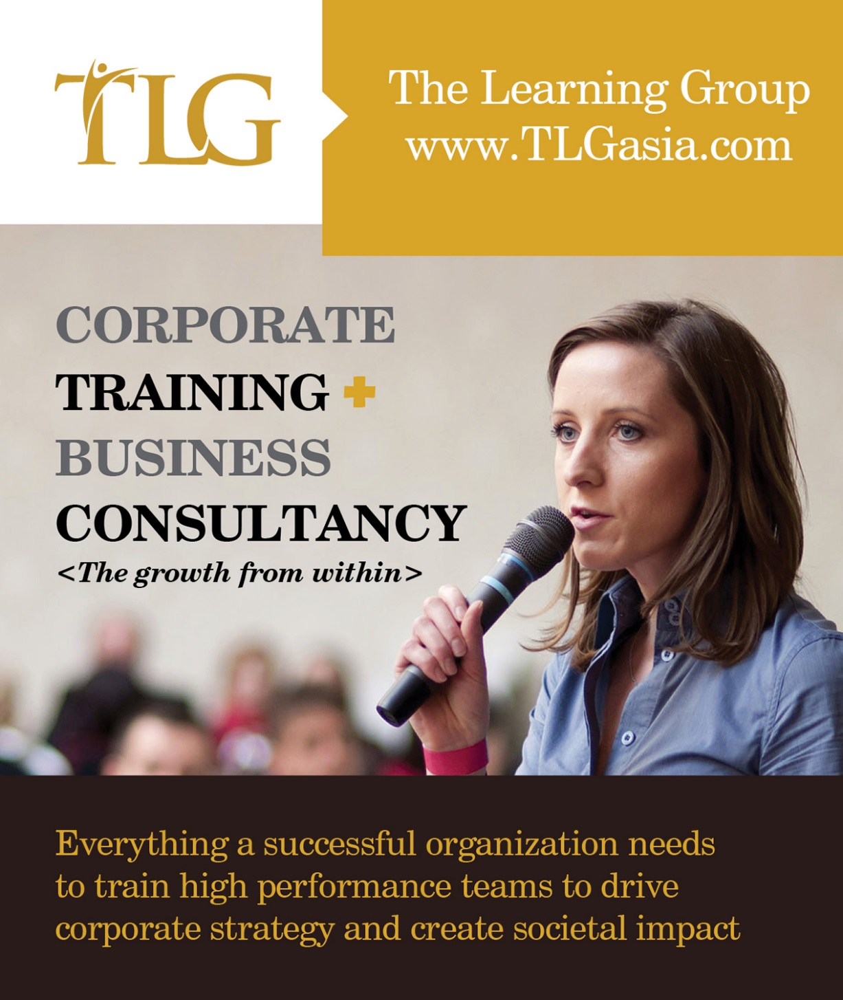 TLG
The Learning Group
www.TLGasia.com
CORPORATE
TRAINING +
BUSINESS
CONSULTANCY
<The growth from within>
Everything a successful organization needs
to train high performance teams to drive
corporate strategy and create societal impact